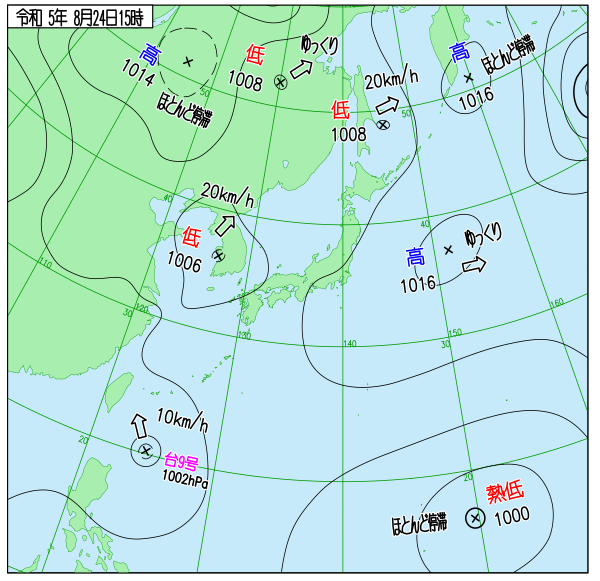 令和 5年 8月24日15時
高
1014
ほとんど停滞
低
1008
ゆっくり
低
1008
20km/h
高
1016
ほとんど停滞
50
50
40
20km/h
低
1006
40
高
1016
ゆっくり
110
30
120
130
140
30
150
160
20
10km/h
台9号
1002hPa
20
熱低
1000
ほとんど停滞